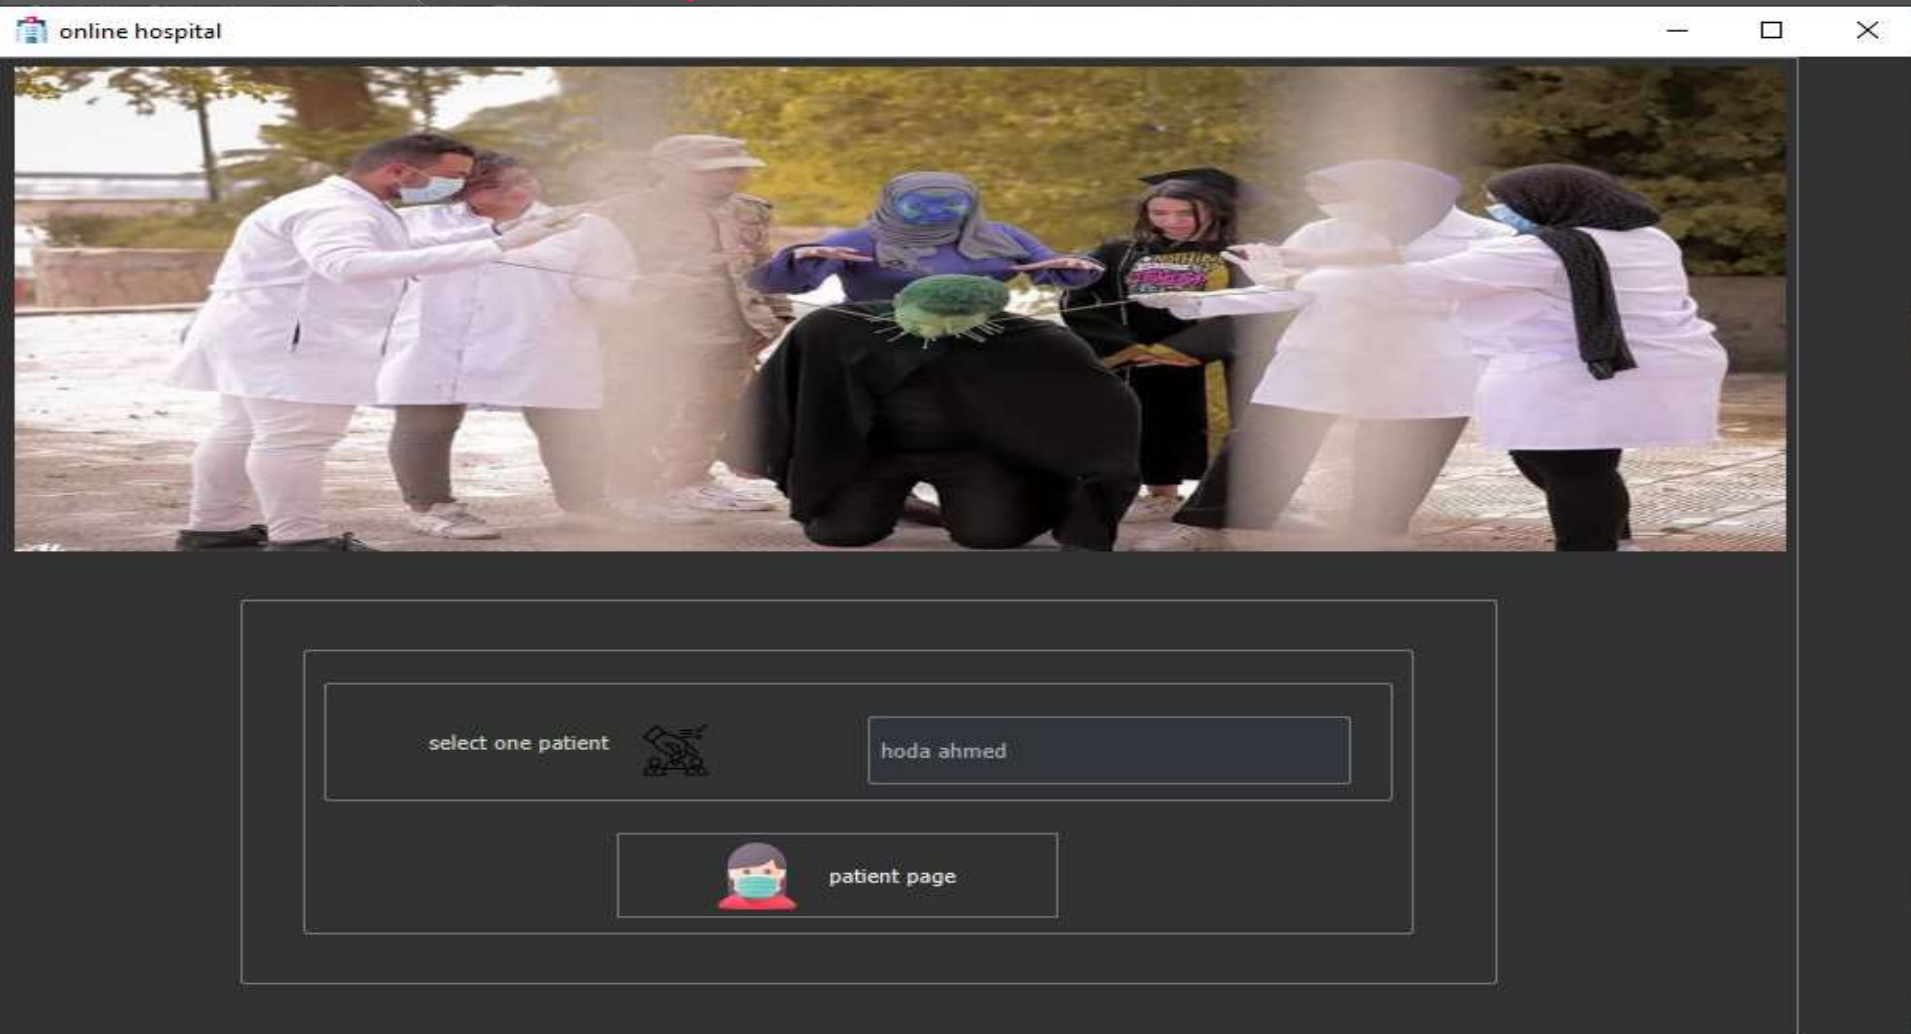 online hospital
select one patient
hoda ahmed
patient page